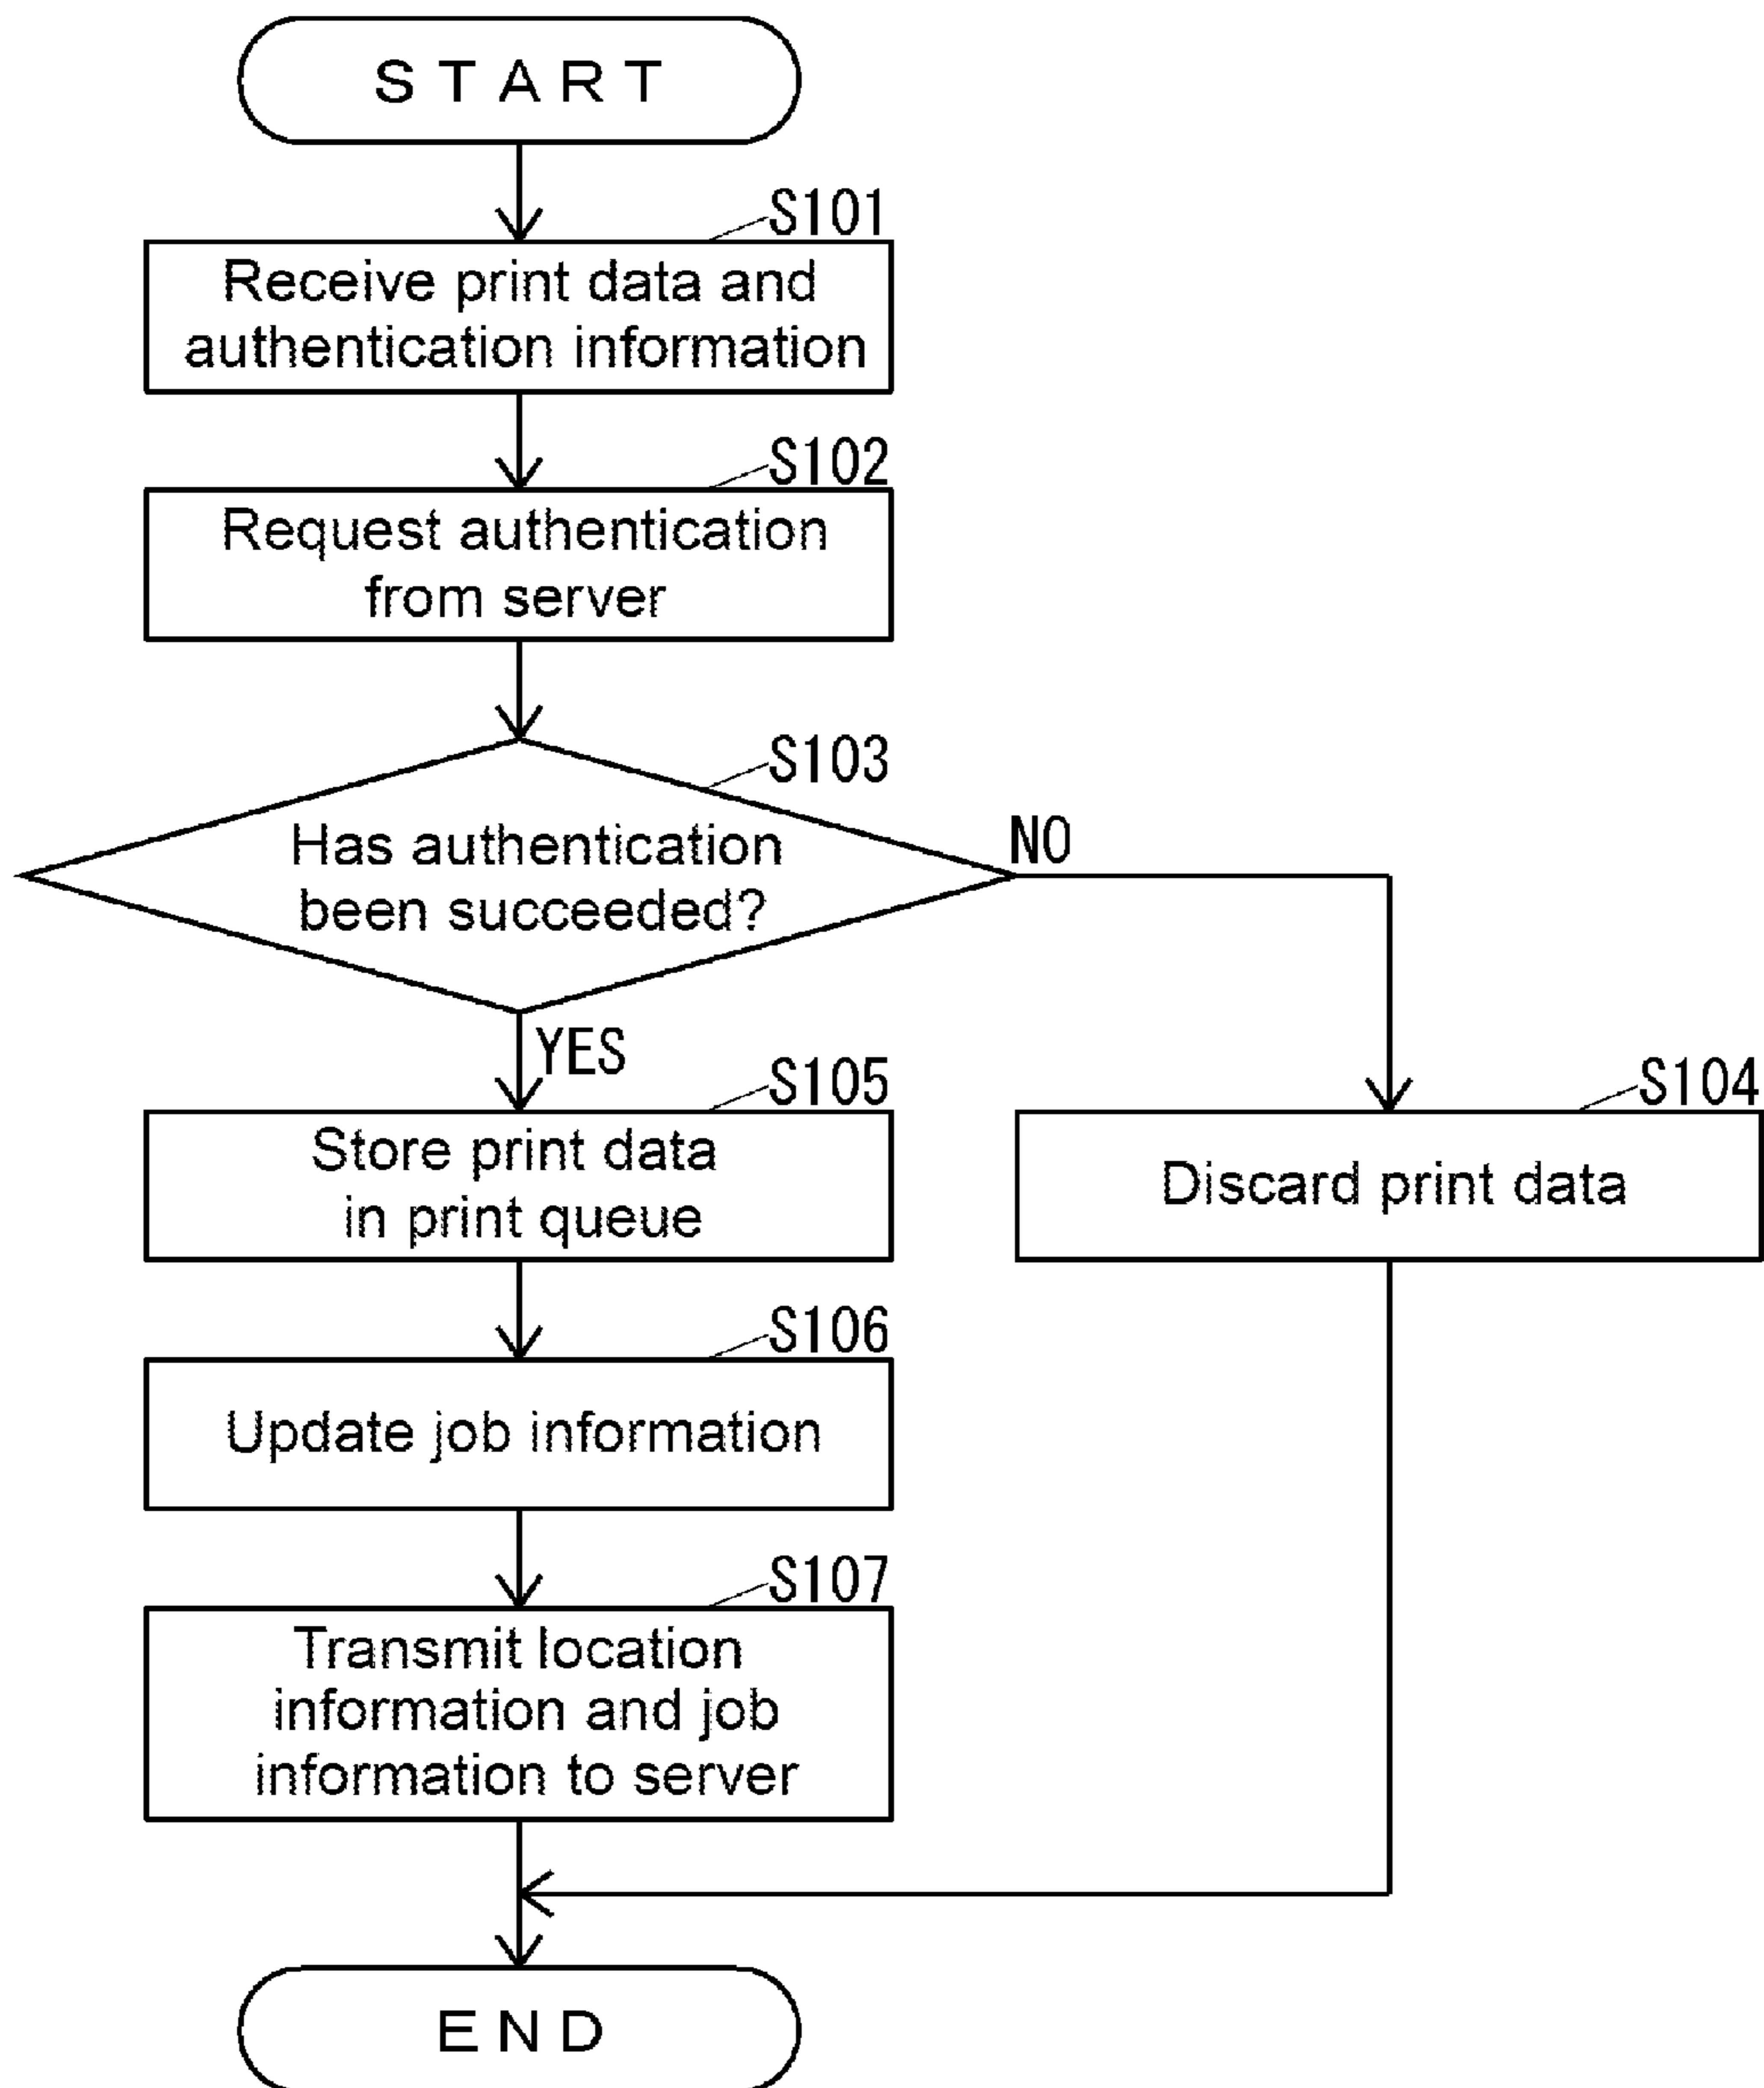 START
S101
Receive print data and
authentication information
S102
Request authentication
from server
S103
Has authentication
been succeeded?
NO
YES
S105
Store print data
in print queue
S104
Discard print data
S106
Update job information
S107
Transmit location
information and job
information to server
END